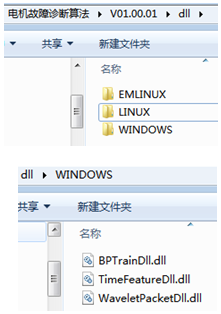 电机故障诊断算法 ▸ V01.00.01 ▸ dll ▸
共享 新建文件夹
名称
EMLINUX
LINUX
WINDOWS
dll ▸ WINDOWS
共享 新建文件夹
名称
BPTrainDll.dll
TimeFeatureDll.dll
WaveletPacketDll.dll